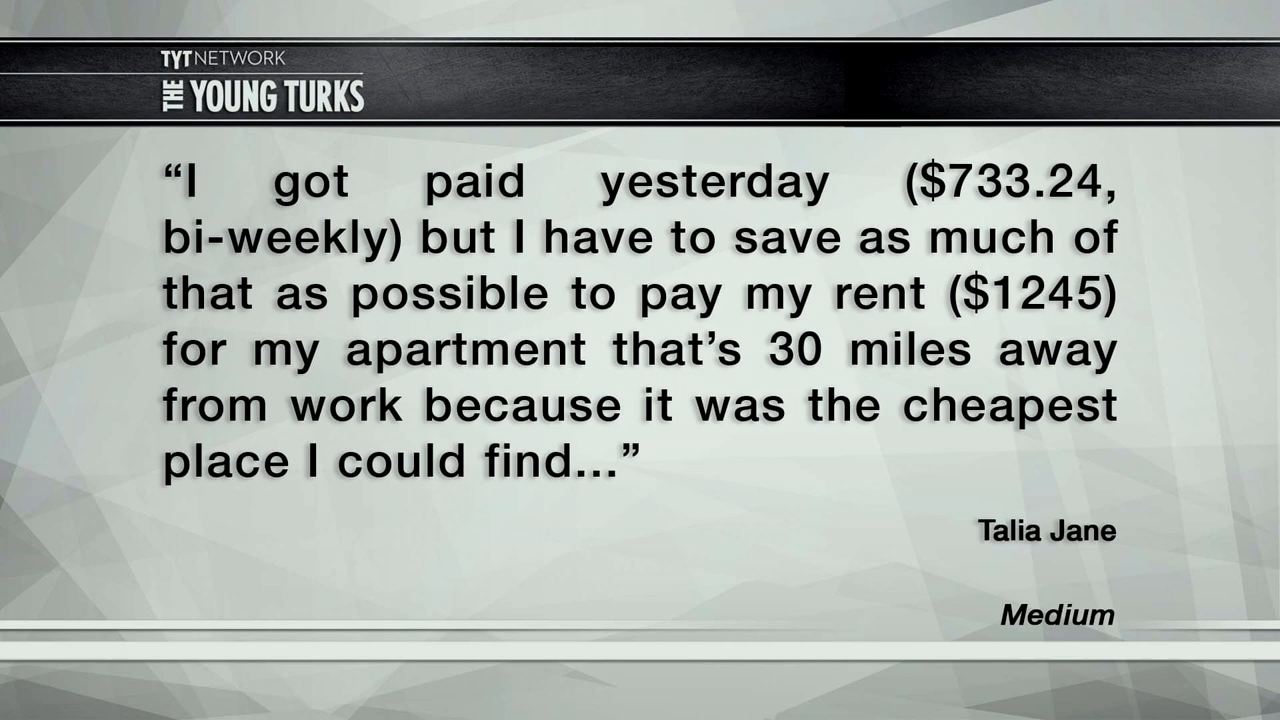 TYT NETWORK
THE YOUNG TURKS
“I got paid yesterday ($733.24,
bi-weekly) but I have to save as much of
that as possible to pay my rent ($1245)
for my apartment that’s 30 miles away
from work because it was the cheapest
place I could find...”
Talia Jane
Medium